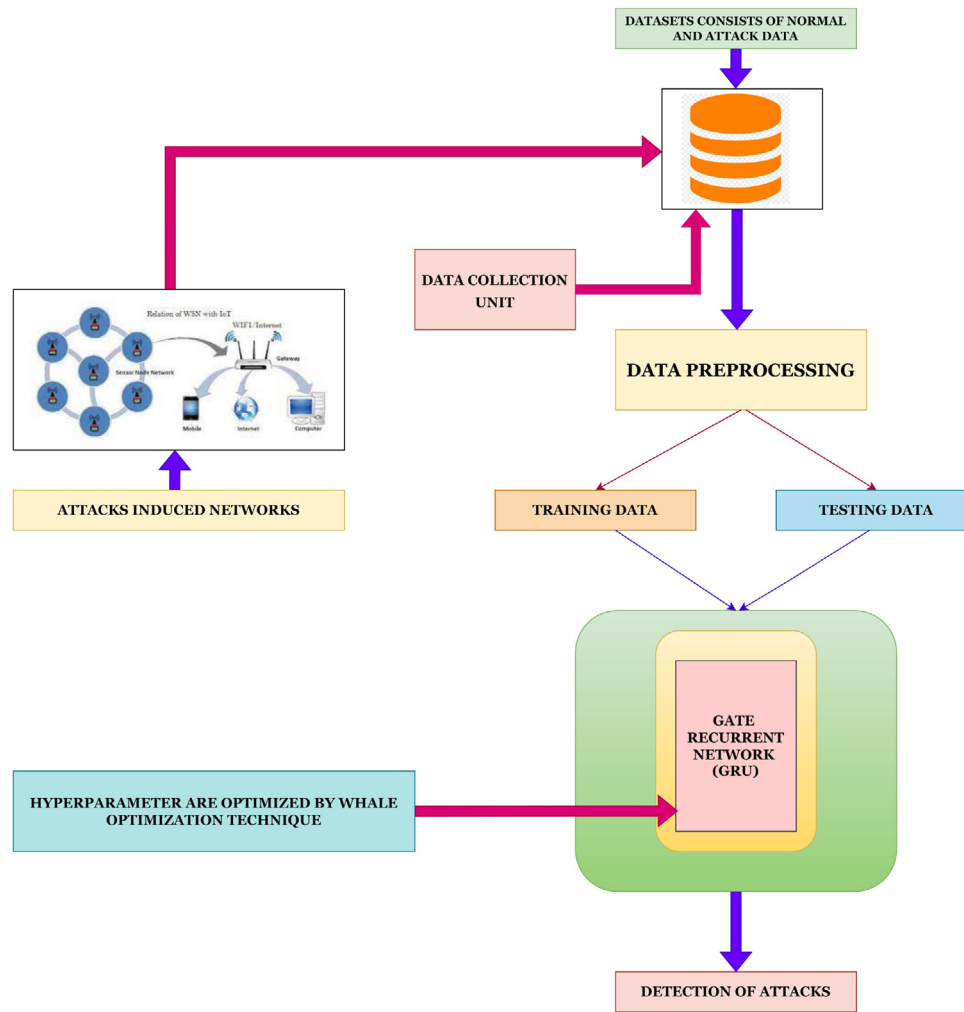 DATASETS CONSISTS OF NORMAL
AND ATTACK DATA
DATA COLLECTION
UNIT
Relation of WSN with IoT
WIFI/Internet
Gateway
Sensor Node Network
Mobile
Internet
Computer
DATA PREPROCESSING
ATTACKS INDUCED NETWORKS
TRAINING DATA
TESTING DATA
GATE
RECURRENT
NETWORK
(GRU)
HYPERPARAMETER ARE OPTIMIZED BY WHALE
OPTIMIZATION TECHNIQUE
DETECTION OF ATTACKS